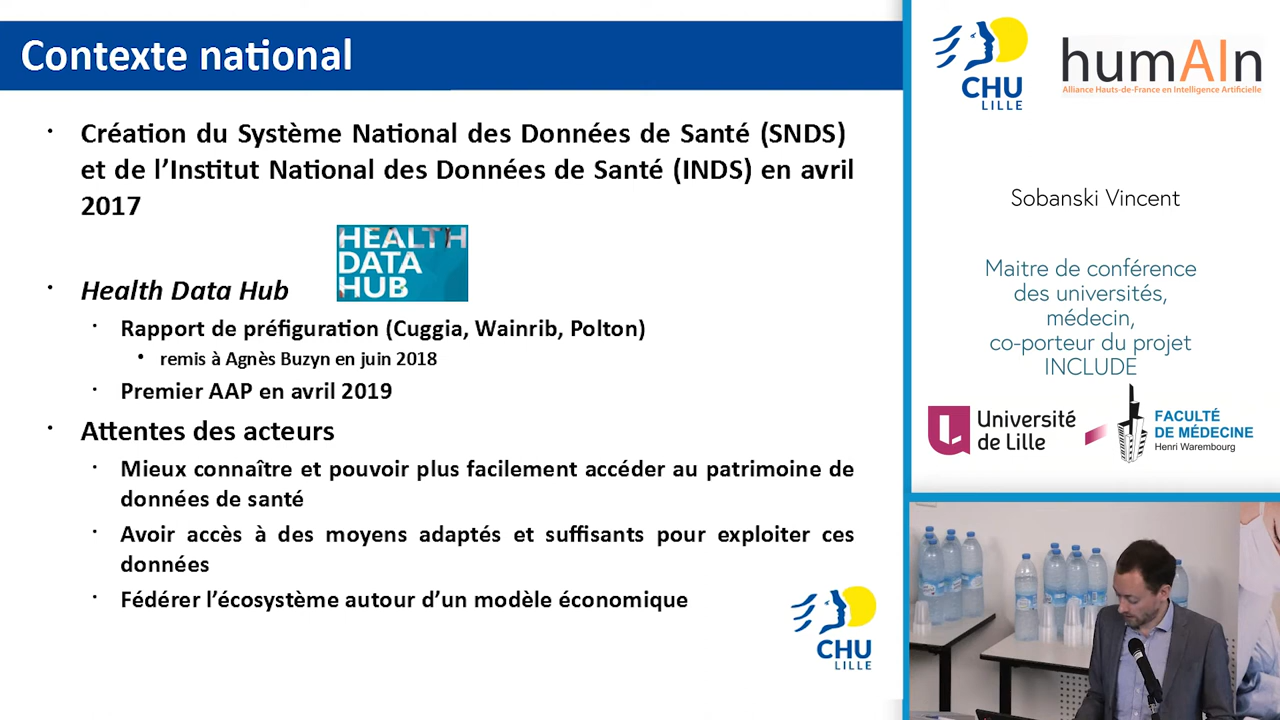 Contexte national
• Création du Système National des Données de Santé (SNDS)
et de l’Institut National des Données de Santé (INDS) en avril
2017
HEALTH
DATA
HUB
• Health Data Hub
• Rapport de préfiguration (Cuggia, Wainrib, Polton)
• remis à Agnès Buzyn en juin 2018
• Premier AAP en avril 2019
• Attentes des acteurs
• Mieux connaître et pouvoir plus facilement accéder au patrimoine de
données de santé
• Avoir accès à des moyens adaptés et suffisants pour exploiter ces
données
• Fédérer l’écosystème autour d’un modèle économique
CHU
LILLE
CHU
LILLE
humAIn
Alliance Hauts-de-France en Intelligence Artificielle
Sobanski Vincent
Maitre de conférence
des universités,
médecin,
co-porteur du projet
INCLUDE
Université
de Lille
FACULTÉ
DE MÉDECINE
Henri Warembourg